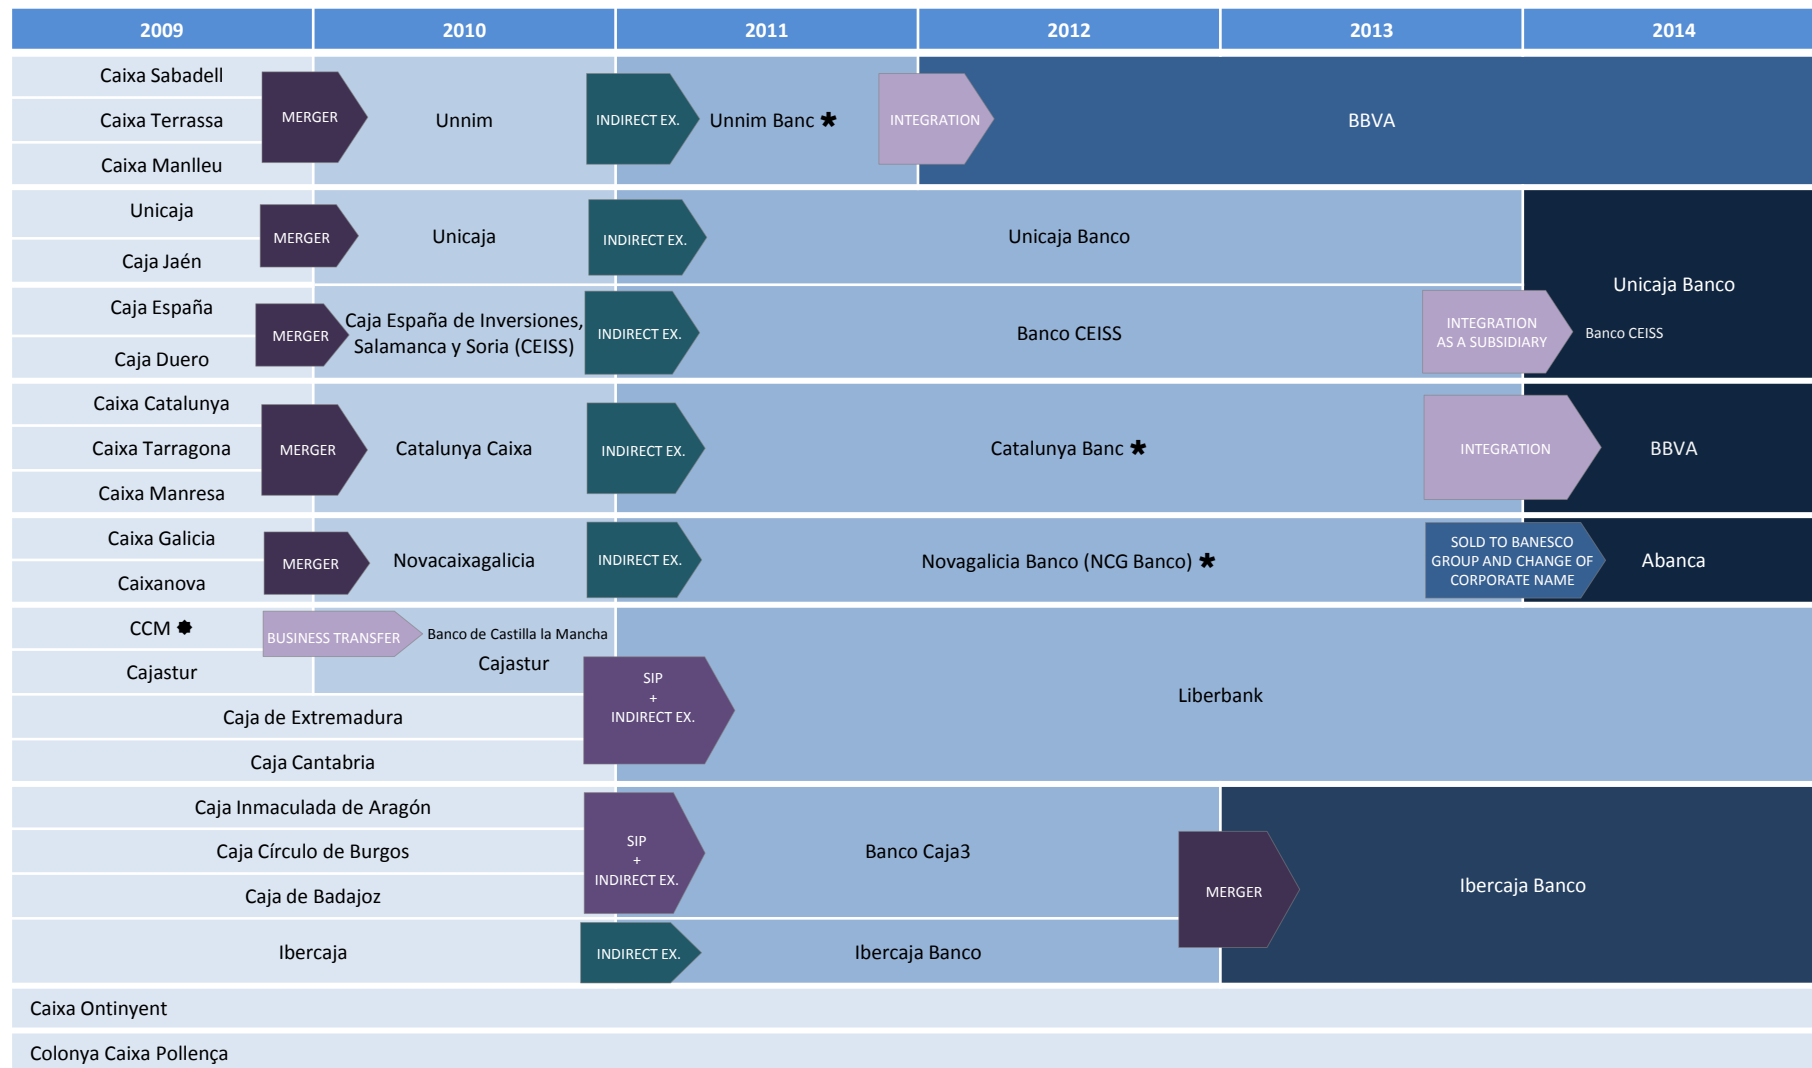 2009 2010 2011 2012 2013 2014
Caixa Sabadell
Caixa Terrassa
Caixa Manlleu
MERGER
Unnim
INDIRECT EX.
Unnim Banc *
INTEGRATION
BBVA
Unicaja
Caja Jaén
MERGER
Unicaja
INDIRECT EX.
Unicaja Banco
Caja España
Caja Duero
MERGER
Caja España de Inversiones,
Salamanca y Soria (CEISS)
INDIRECT EX.
Banco CEISS
INTEGRATION
AS A SUBSIDIARY
Unicaja Banco
Banco CEISS
Caixa Catalunya
Caixa Tarragona
Caixa Manresa
MERGER
Catalunya Caixa
INDIRECT EX.
Catalunya Banc *
INTEGRATION
BBVA
Caixa Galicia
Caixanova
MERGER
Novacaixagalicia
INDIRECT EX.
Novagalicia Banco (NCG Banco) *
SOLD TO BANESCO
GROUP AND CHANGE OF
CORPORATE NAME
Abanca
CCM
Cajastur
BUSINESS TRANSFER
Banco de Castilla la Mancha
Cajastur
Caja de Extremadura
Caja Cantabria
SIP
+
INDIRECT EX.
Liberbank
Caja Inmaculada de Aragón
Caja Círculo de Burgos
Caja de Badajoz
SIP
+
INDIRECT EX.
Banco Caja3
Ibercaja
INDIRECT EX.
Ibercaja Banco
MERGER
Ibercaja Banco
Caixa Ontinyent
Colonya Caixa Pollença